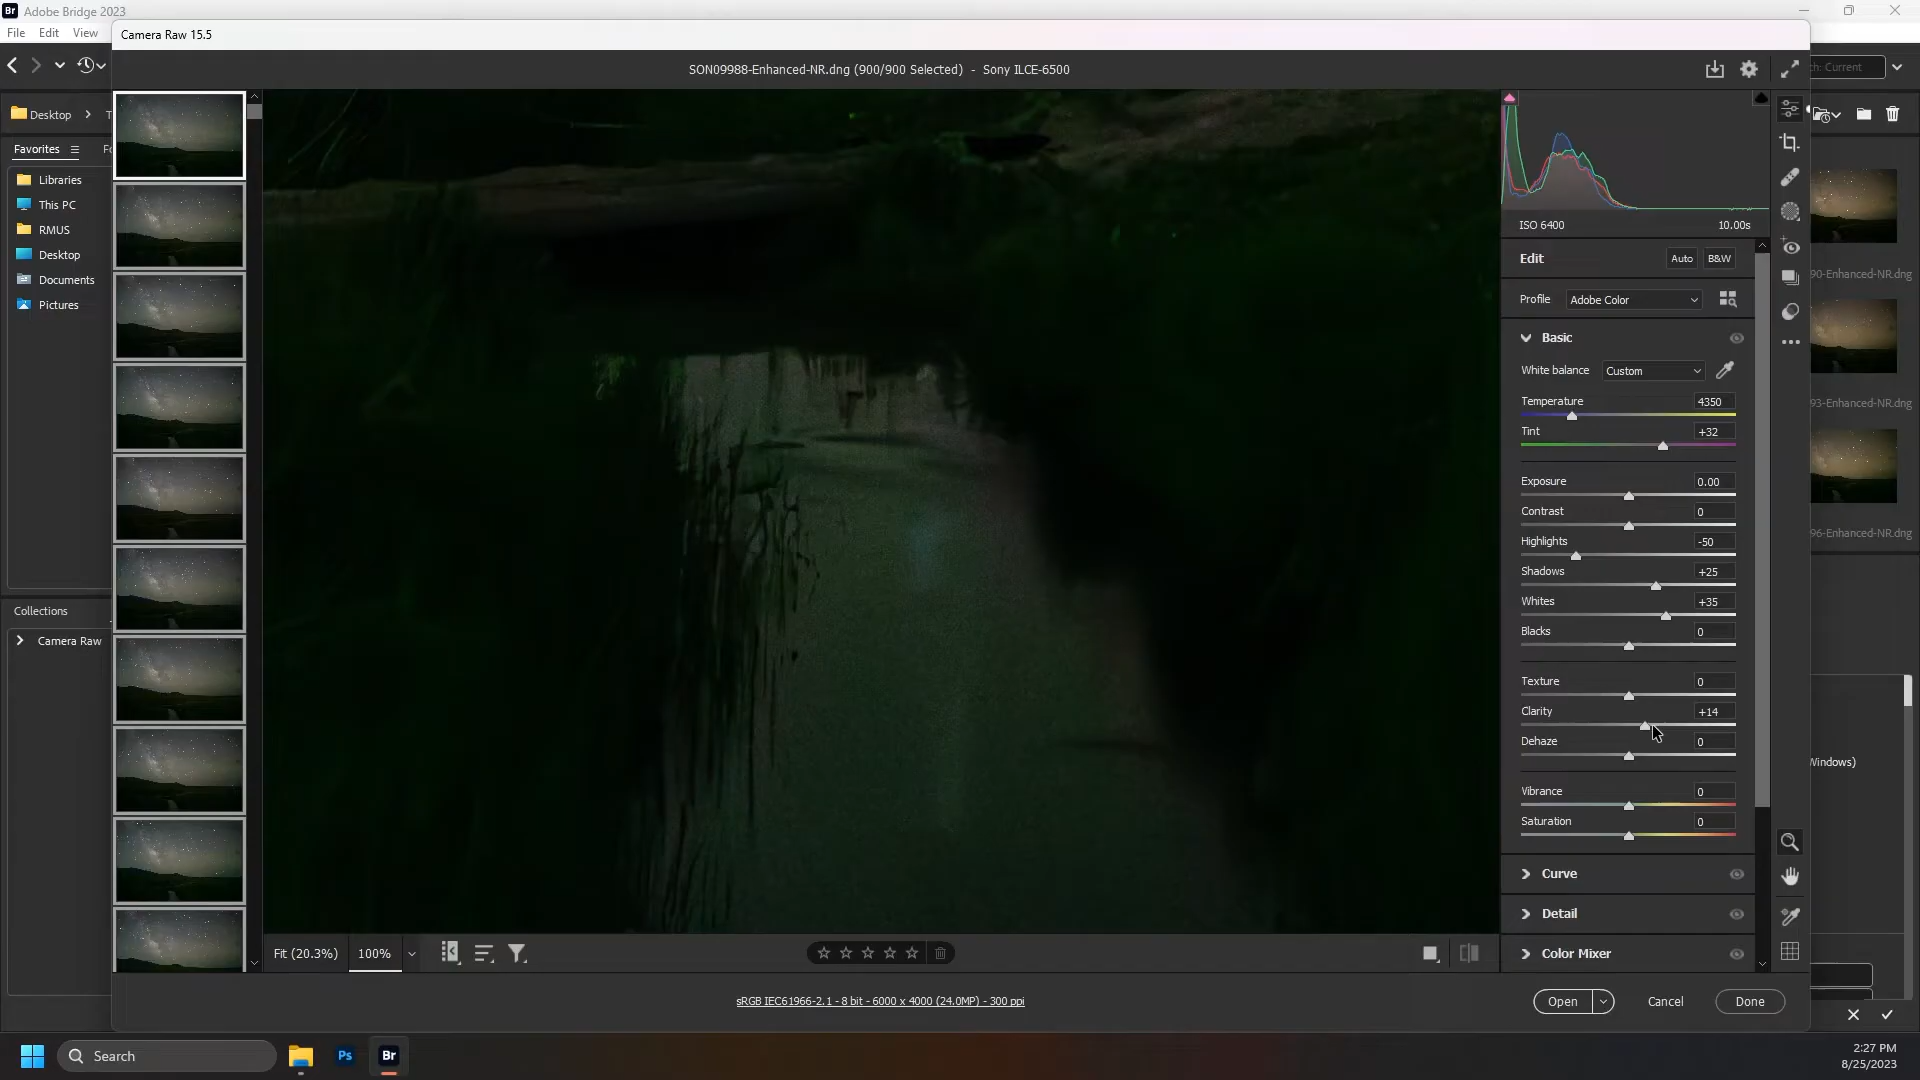 Br Adobe Bridge 2023
File Edit View
Camera Raw 15.5
SON09988-Enhanced-NR.dng (900/900 Selected) - Sony ILCE-6500
ch: Current
Desktop
T
Favorites
Fo
Libraries
This PC
RMUS
Desktop
Documents
Pictures
Collections
Camera Raw
ISO 6400 10.00s
Edit Auto B&W
Profile Adobe Color
Basic
White balance Custom
Temperature 4350
Tint +32
Exposure 0.00
Contrast 0
Highlights -50
Shadows +25
Whites +35
Blacks 0
Texture 0
Clarity +14
Dehaze 0
Vibrance 0
Saturation 0
Curve
Detail
Color Mixer
90-Enhanced-NR.dng
93-Enhanced-NR.dng
96-Enhanced-NR.dng
Windows)
Fit (20.3%) 100%
sRGB IEC61966-2.1 - 8 bit - 6000 x 4000 (24.0MP) - 300 ppi
Open Cancel Done
Search
Ps
Br
2:27 PM
8/25/2023